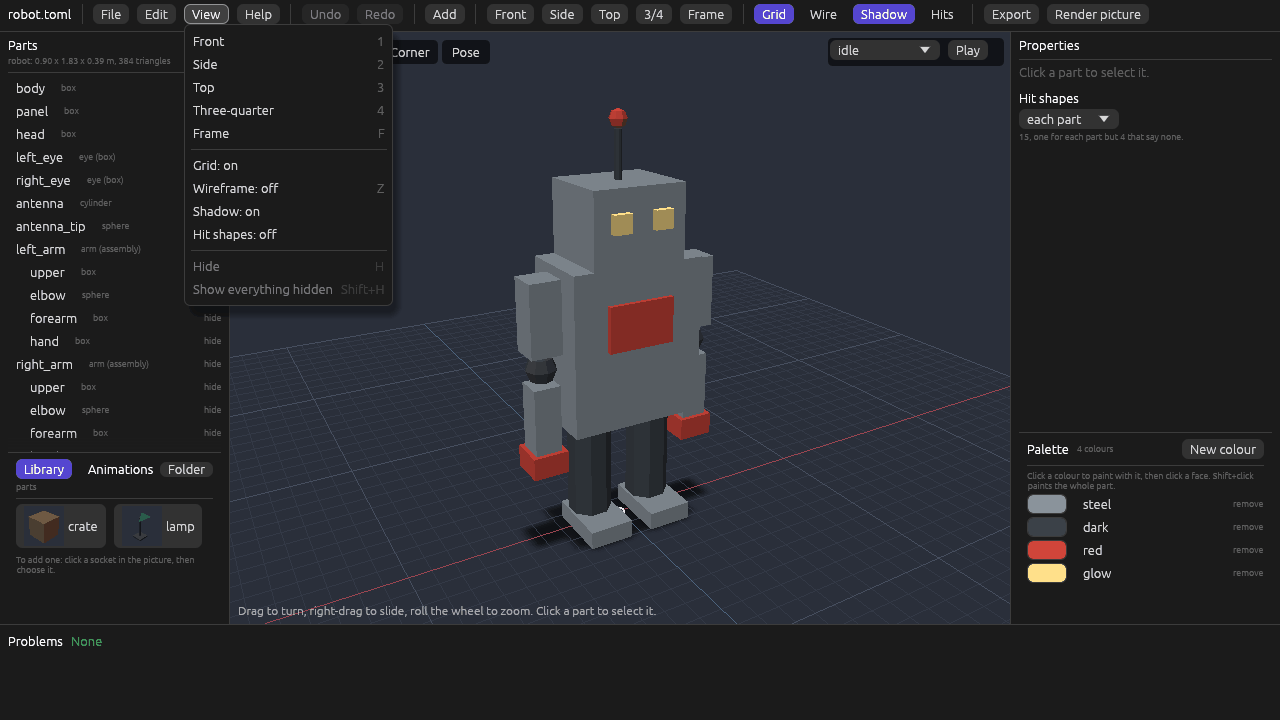 robot.toml File Edit View Help Undo Redo Add Front Side Top 3/4 Frame Grid Wire Shadow Hits Export Render picture
Parts
robot: 0.90 x 1.83 x 0.39 m, 384 triangles
body box
panel box
head box
left_eye eye (box)
right_eye eye (box)
antenna cylinder
antenna_tip sphere
left_arm arm (assembly)
upper box
elbow sphere
forearm box hide
hand box hide
right_arm arm (assembly) hide
upper box hide
elbow sphere hide
forearm box hide
Front 1
Side 2
Top 3
Three-quarter 4
Frame F
Grid: on
Wireframe: off Z
Shadow: on
Hit shapes: off
Hide H
Show everything hidden Shift+H
Corner Pose
idle Play
Library Animations Folder
parts
crate lamp
To add one: click a socket in the picture, then
choose it.
Drag to turn, right-drag to slide, roll the wheel to zoom. Click a part to select it.
Properties
Click a part to select it.
Hit shapes
each part
15, one for each part but 4 that say none.
Palette 4 colours New colour
Click a colour to paint with it, then click a face. Shift+click
paints the whole part.
steel remove
dark remove
red remove
glow remove
Problems None